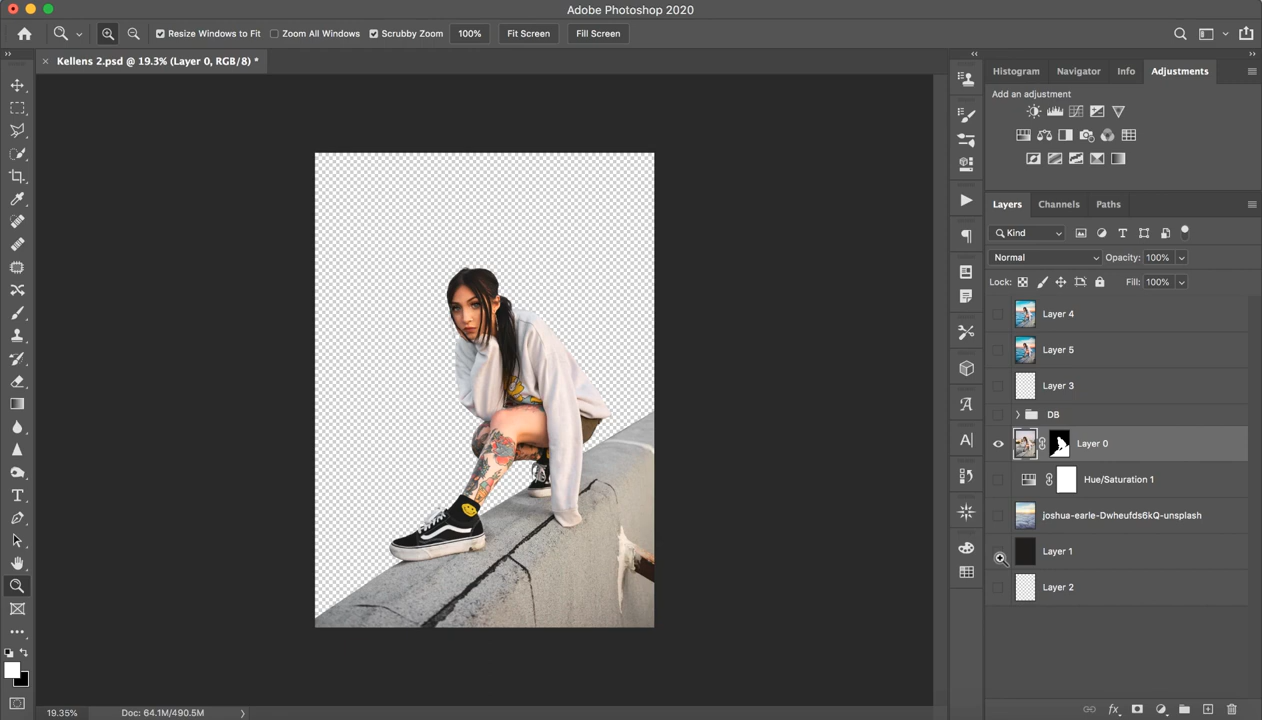 Adobe Photoshop 2020
Resize Windows to Fit Zoom All Windows Scrubby Zoom 100% Fit Screen Fill Screen
Kellens 2.psd @ 19.3% (Layer 0, RGB/8) *
Histogram Navigator Info Adjustments
Add an adjustment
Layers Channels Paths
Kind
Normal Opacity: 100%
Lock: Fill: 100%
Layer 4
Layer 5
Layer 3
DB
Layer 0
Hue/Saturation 1
joshua-earle-Dwheufds6kQ-unsplash
Layer 1
Layer 2
19.35% Doc: 64.1M/490.5M
fx